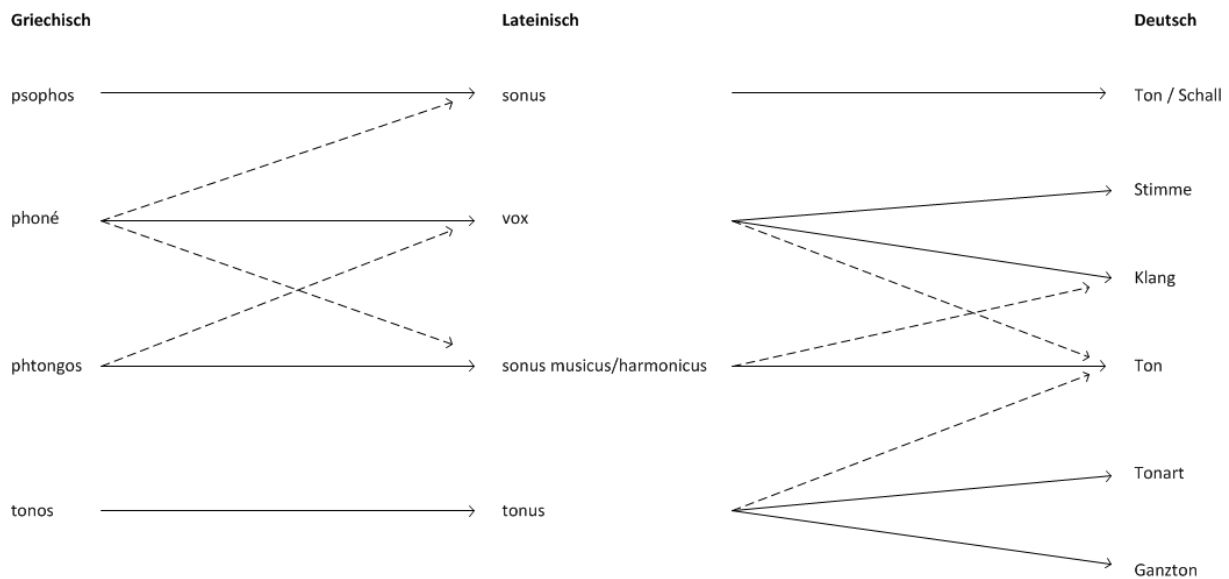 Griechisch Lateinisch Deutsch
psophos sonus Ton / Schall
Stimme
phoné vox
Klang
phtongos sonus musicus/harmonicus Ton
Tonart
tonos tonus
Ganzton